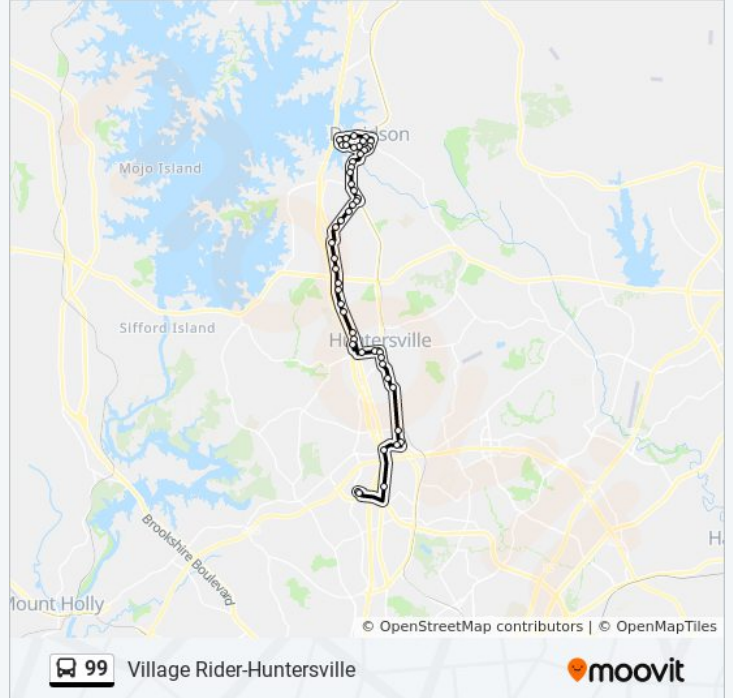 Davidson
Mojo Island
Sifford Island
Huntersville
Brookshire Boulevard
Mount Holly
H
© OpenStreetMap contributors | © OpenMapTiles
99 Village Rider-Huntersville moovit